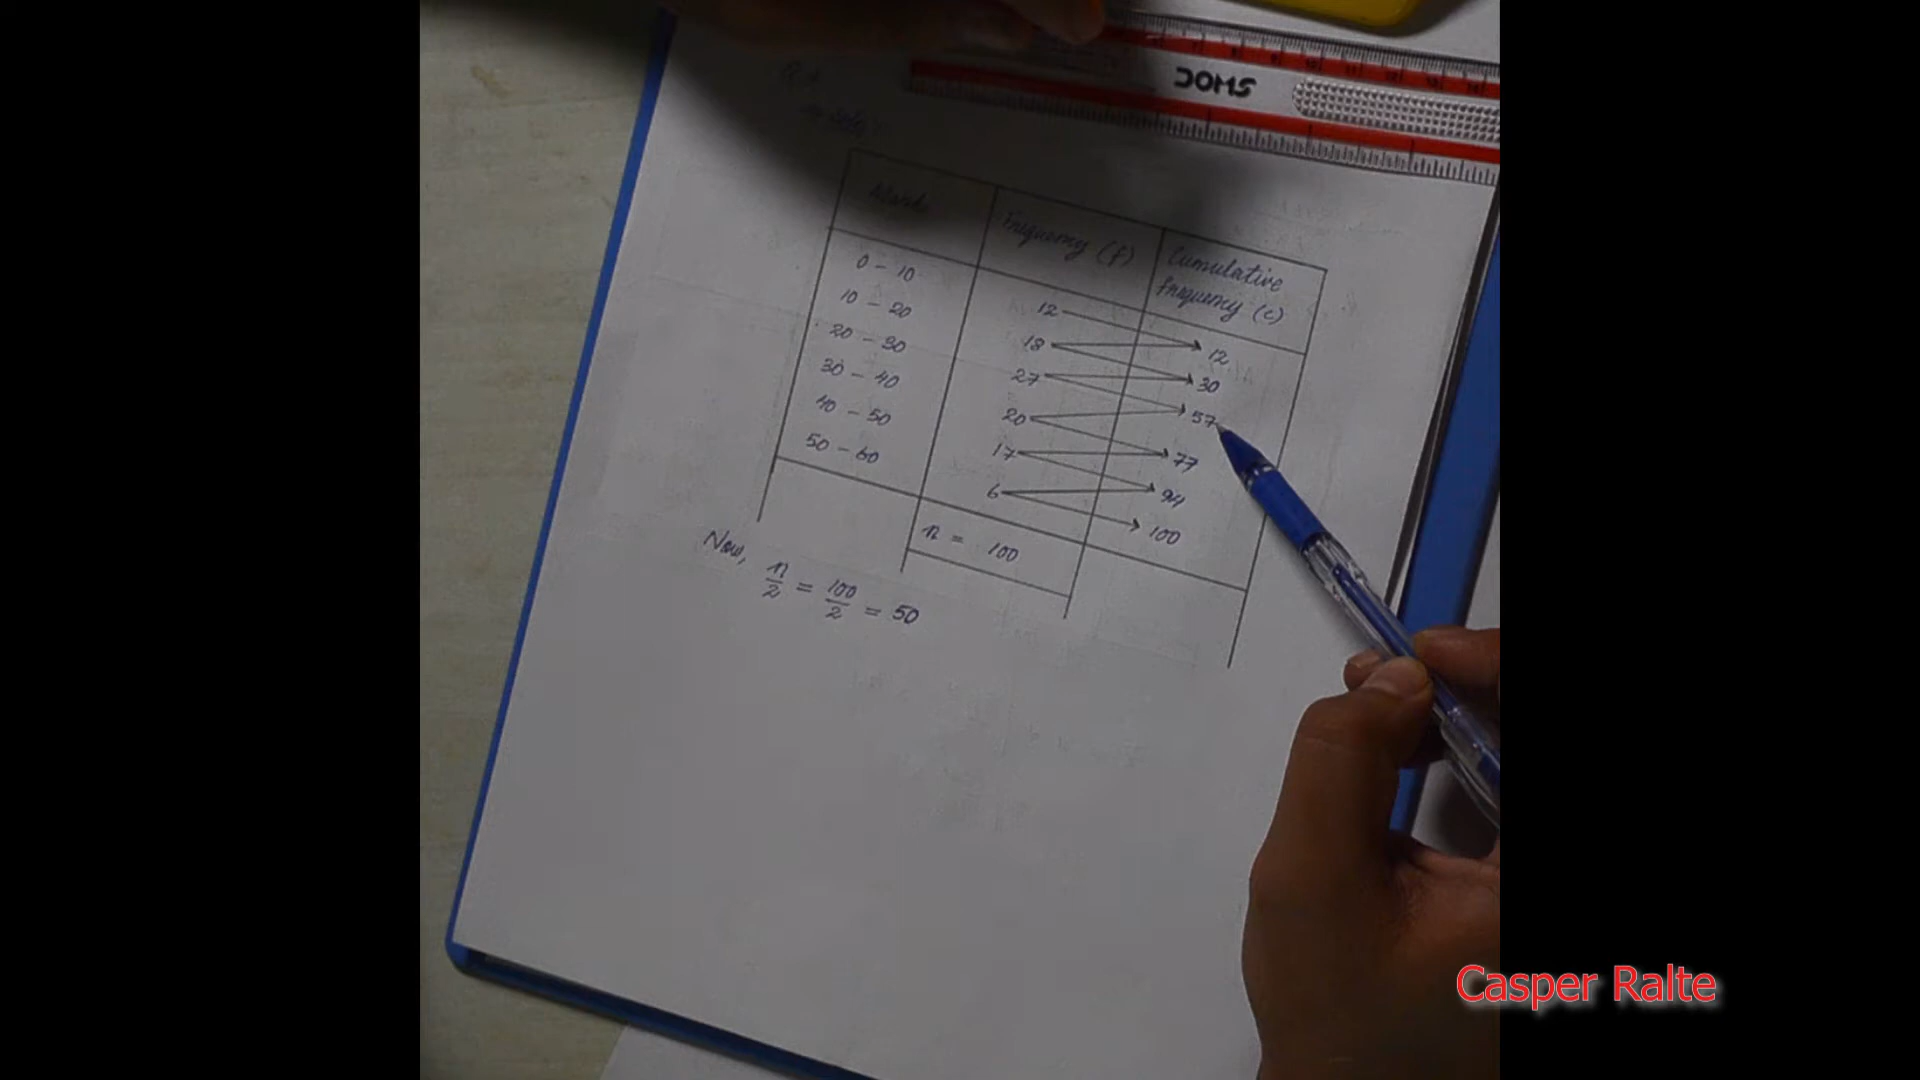 DOMS
Marks Frequency (f) Cumulative
frequency (c)
0 - 10 12 12
10 - 20 18 30
20 - 30 27 57
30 - 40 20 77
40 - 50 17 94
50 - 60 6 100
n = 100
Now, n/2 = 100/2 = 50
Casper Ralte